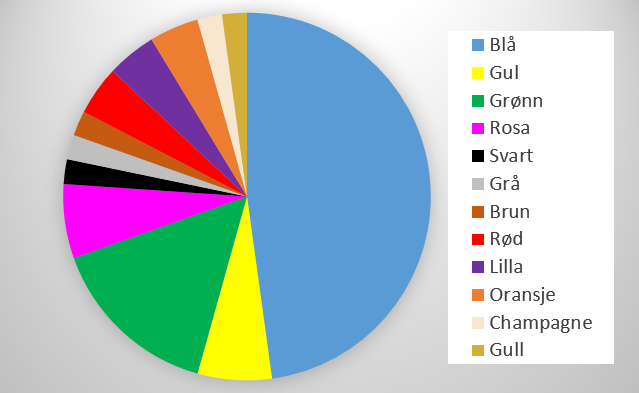 Blå
Gul
Grønn
Rosa
Svart
Grå
Brun
Rød
Lilla
Oransje
Champagne
Gull